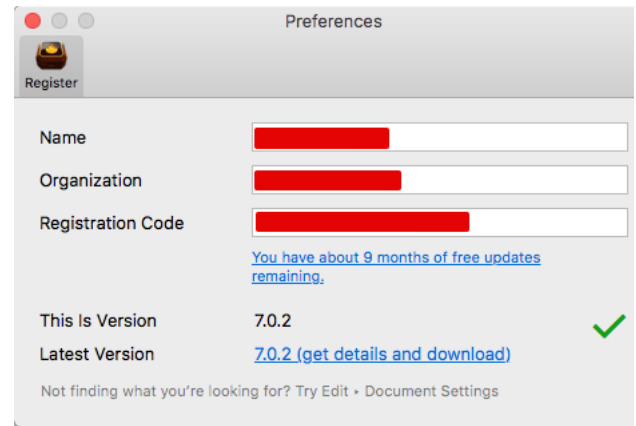 Preferences
Register
Name
Organization
Registration Code
You have about 9 months of free updates
remaining.
This Is Version 7.0.2
Latest Version 7.0.2 (get details and download)
Not finding what you're looking for? Try Edit ▸ Document Settings